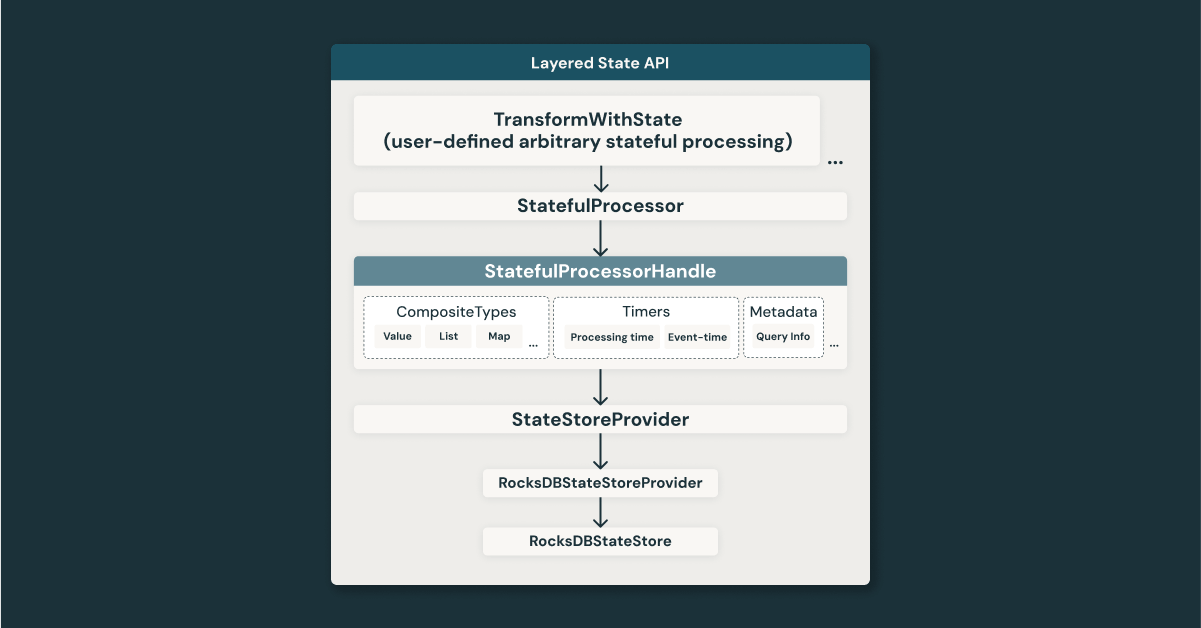 Layered State API
TransformWithState
(user-defined arbitrary stateful processing)
...
StatefulProcessor
StatefulProcessorHandle
CompositeTypes
Value List Map ...
Timers
Processing time Event-time
Metadata
Query Info
...
StateStoreProvider
RocksDBStateStoreProvider
RocksDBStateStore